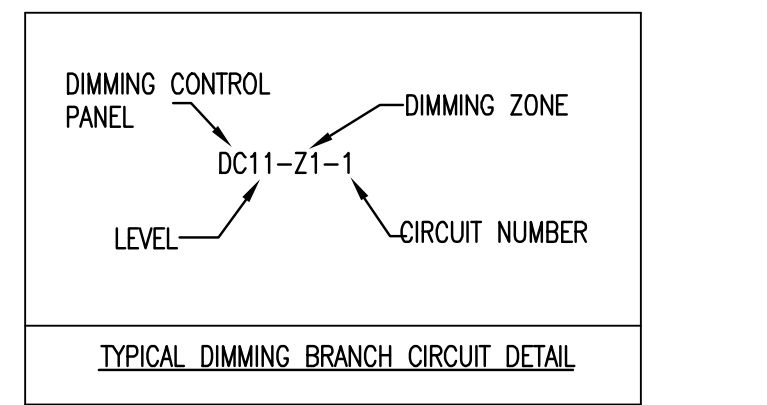 DIMMING CONTROL
PANEL
DIMMING ZONE
DC11-Z1-1
LEVEL
CIRCUIT NUMBER
TYPICAL DIMMING BRANCH CIRCUIT DETAIL